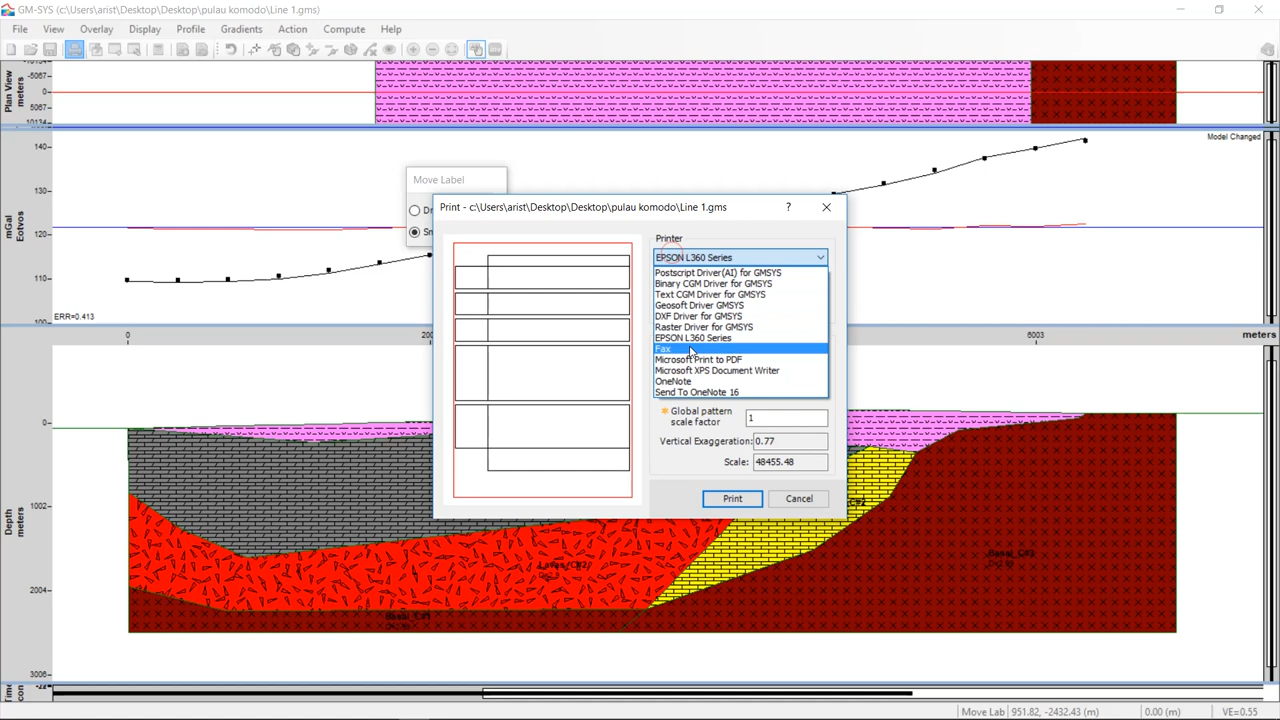 GM-SYS (c:\Users\arist\Desktop\Desktop\pulau komodo\Line 1.gms)
File View Overlay Display Profile Gradients Action Compute Help
Plan View
meters
-10134
-5067
0
5067
10134
Model Changed
mGal
Eotvos
140
130
120
110
100
ERR=0.413
0
200
6003
meters
Move Label
Print - c:\Users\arist\Desktop\Desktop\pulau komodo\Line 1.gms
?
Printer
EPSON L360 Series
Postscript Driver(AI) for GMSYS
Binary CGM Driver for GMSYS
Text CGM Driver for GMSYS
Geosoft Driver GMSYS
DXF Driver for GMSYS
Raster Driver for GMSYS
EPSON L360 Series
Fax
Microsoft Print to PDF
Microsoft XPS Document Writer
OneNote
Send To OneNote 16
Global pattern
scale factor
1
Vertical Exaggeration:
0.77
Scale:
48455.48
Print
Cancel
Depth
meters
0
1002
2004
3006
-22
Move Lab
951.82, -2432.43 (m)
0.00 (m)
VE=0.55